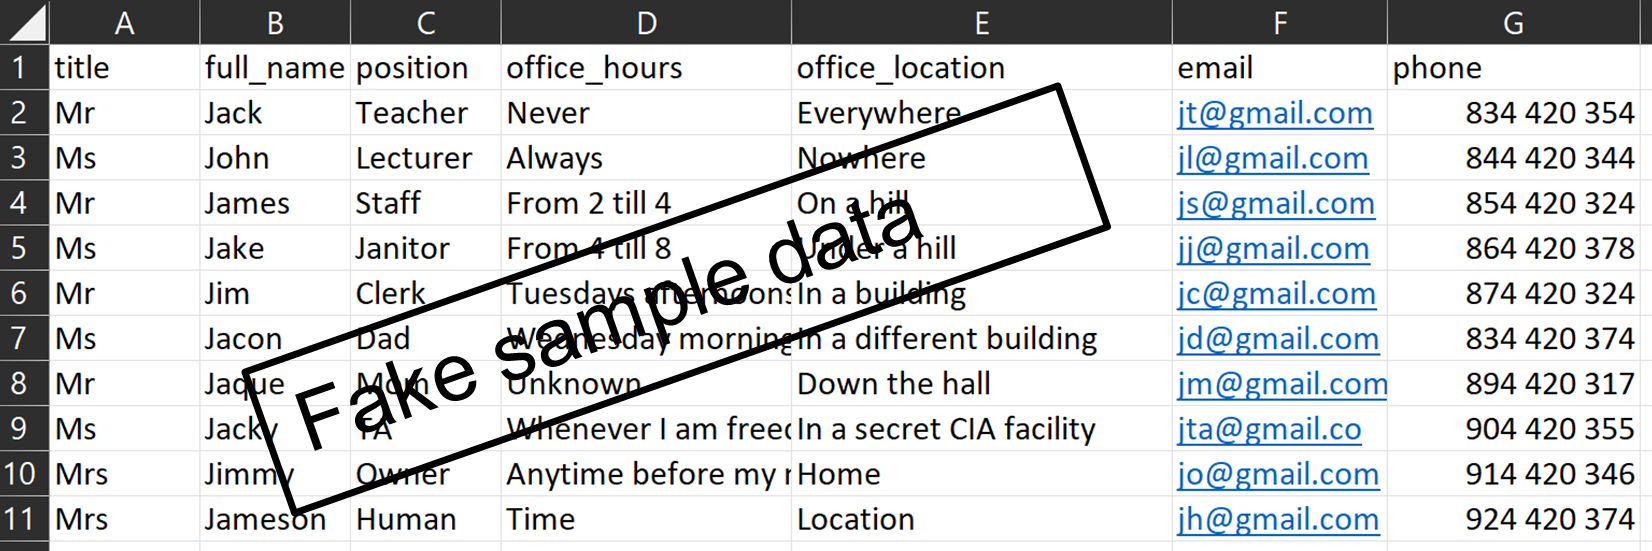 A B C D E F G
1 title full_name position office_hours office_location email phone
2 Mr Jack Teacher Never Everywhere jt@gmail.com 834 420 354
3 Ms John Lecturer Always Nowhere jl@gmail.com 844 420 344
4 Mr James Staff From 2 till 4 On a hill js@gmail.com 854 420 324
5 Ms Jake Janitor From 4 till 8 Under a hill jj@gmail.com 864 420 378
6 Mr Jim Clerk Tuesdays afternoons In a building jc@gmail.com 874 420 324
7 Ms Jacon Dad Wednesday morning In a different building jd@gmail.com 834 420 374
8 Mr Jaque Mom Unknown Down the hall jm@gmail.com 894 420 317
9 Ms Jacky TA Whenever I am freed In a secret CIA facility jta@gmail.co 904 420 355
10 Mrs Jimmy Owner Anytime before my Home jo@gmail.com 914 420 346
11 Mrs Jameson Human Time Location jh@gmail.com 924 420 374
Fake sample data